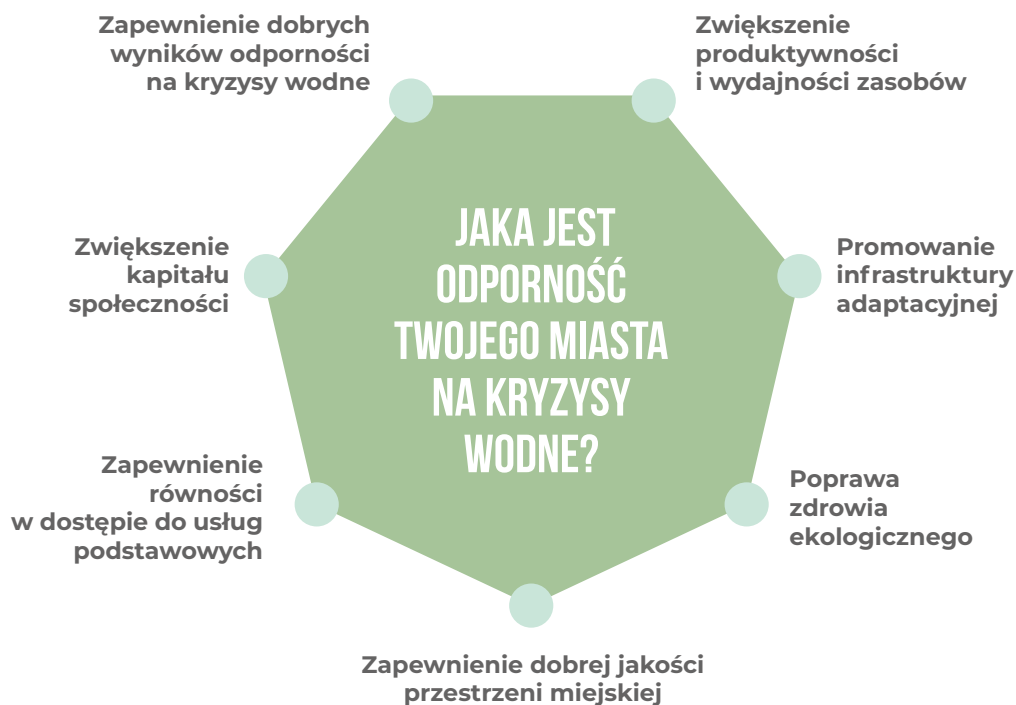 Zapewnienie dobrych
wyników odporności
na kryzysy wodne
Zwiększenie
produktywności
i wydajności zasobów
JAKA JEST
ODPORNOŚĆ
TWOJEGO MIASTA
NA KRYZYSY
WODNE?
Zwiększenie
kapitału
społeczności
Promowanie
infrastruktury
adaptacyjnej
Zapewnienie
równości
w dostępie do usług
podstawowych
Poprawa
zdrowia
ekologicznego
Zapewnienie dobrej jakości
przestrzeni miejskiej